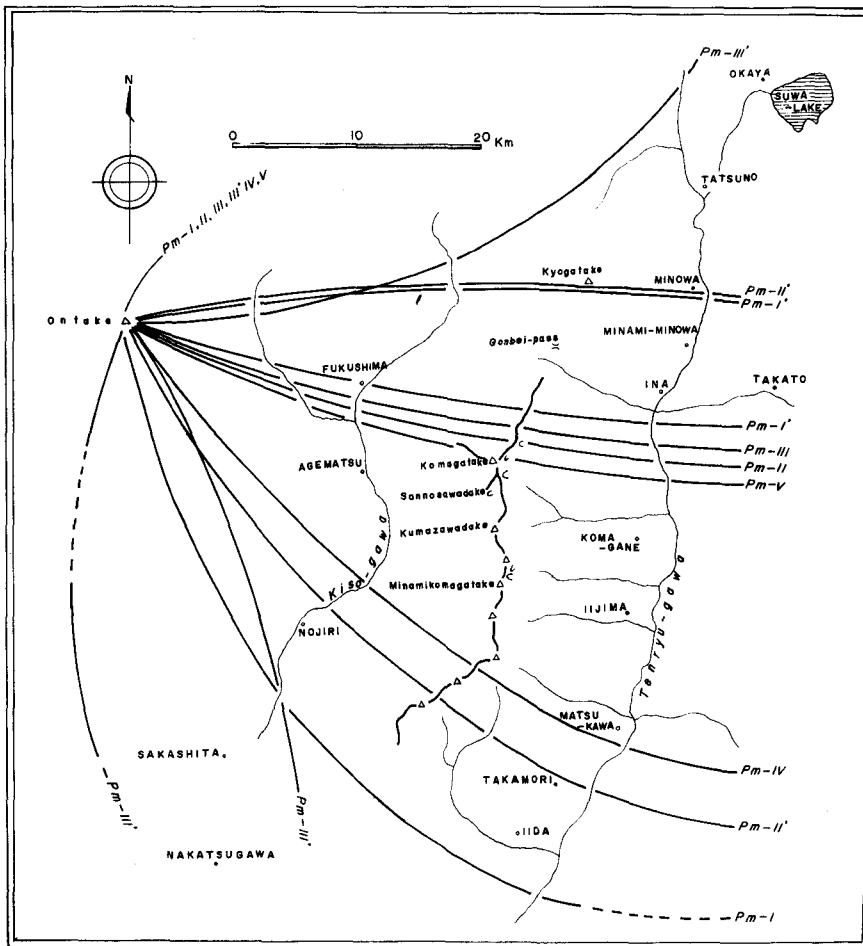 Pm-III'
OKAYA
SUWA
LAKE
N
0 10 20 Km
TATSUNO
Pm-I, II, III, III' IV, V
Kyogatake
MINOWA
Pm-II'
Pm-I'
Ontake
MINAMI-MINOWA
Gonbei-pass
FUKUSHIMA
INA
TAKATO
Pm-I'
Pm-III
Pm-II
Pm-V
AGEMATSU
Komagatake
Sannosawadake
Kumazawadake
KOMA
-GANE
Kiso-gawa
Minamikomagatake
IIJIMA
NOJIRI
Tenryu-gawa
MATSU
-KAWA
SAKASHITA
Pm-IV
TAKAMORI
Pm-III'
Pm-III'
IIDA
Pm-II'
NAKATSUGAWA
Pm-I